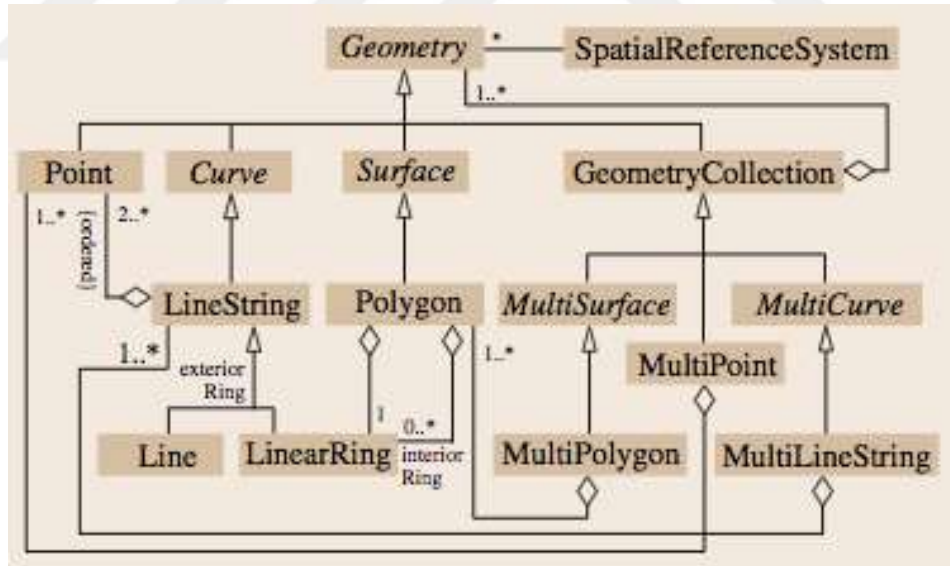 Geometry * SpatialReferenceSystem
1..*
Point Curve Surface GeometryCollection
1..* {ordered} 2..*
LineString Polygon MultiSurface MultiCurve
1..* 1..*
exterior
Ring
MultiPoint
1 0..*
Line LinearRing interior
Ring
MultiPolygon MultiLineString